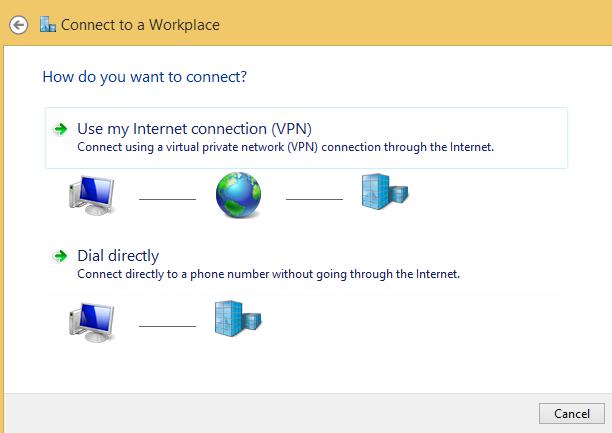 Connect to a Workplace
How do you want to connect?
Use my Internet connection (VPN)
Connect using a virtual private network (VPN) connection through the Internet.
Dial directly
Connect directly to a phone number without going through the Internet.
Cancel